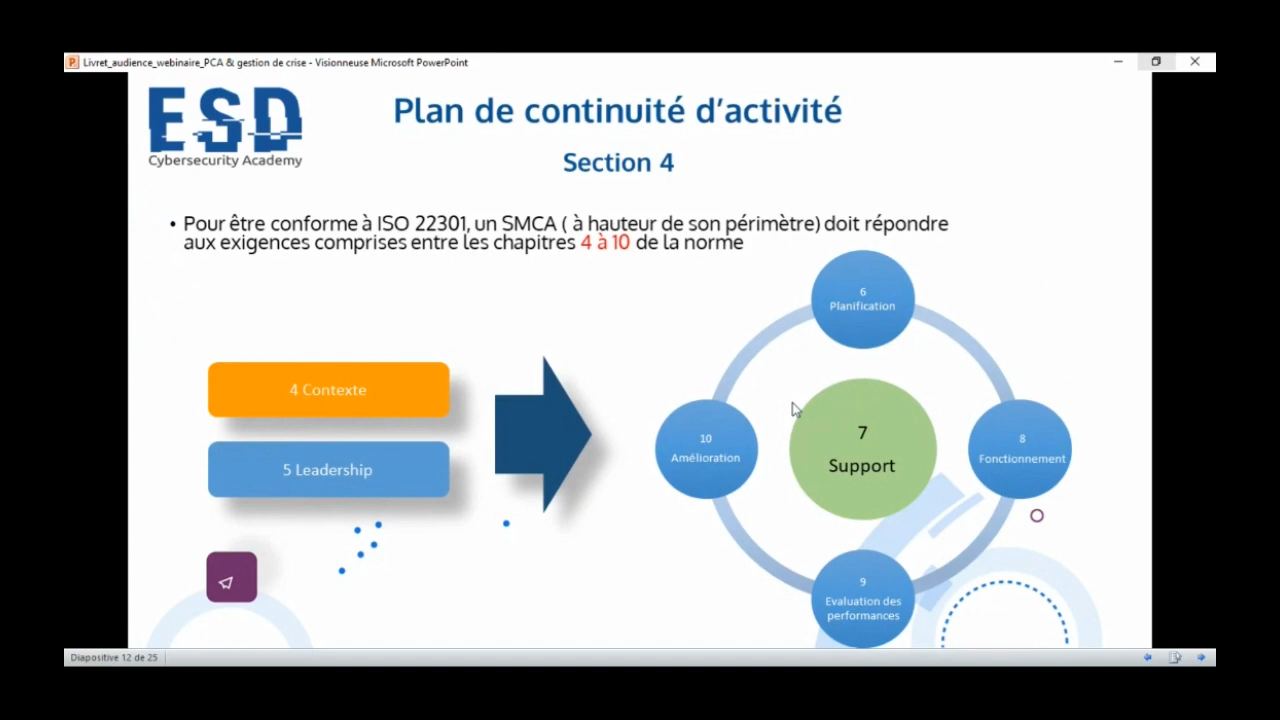 Livret_audience_webinaire_PCA & gestion de crise - Visionneuse Microsoft PowerPoint
ESD
Cybersecurity Academy
Plan de continuité d’activité
Section 4
• Pour être conforme à ISO 22301, un SMCA ( à hauteur de son périmètre) doit répondre
aux exigences comprises entre les chapitres 4 à 10 de la norme
4 Contexte
5 Leadership
6
Planification
7
Support
8
Fonctionnement
9
Evaluation des
performances
10
Amélioration
Diapositive 12 de 25